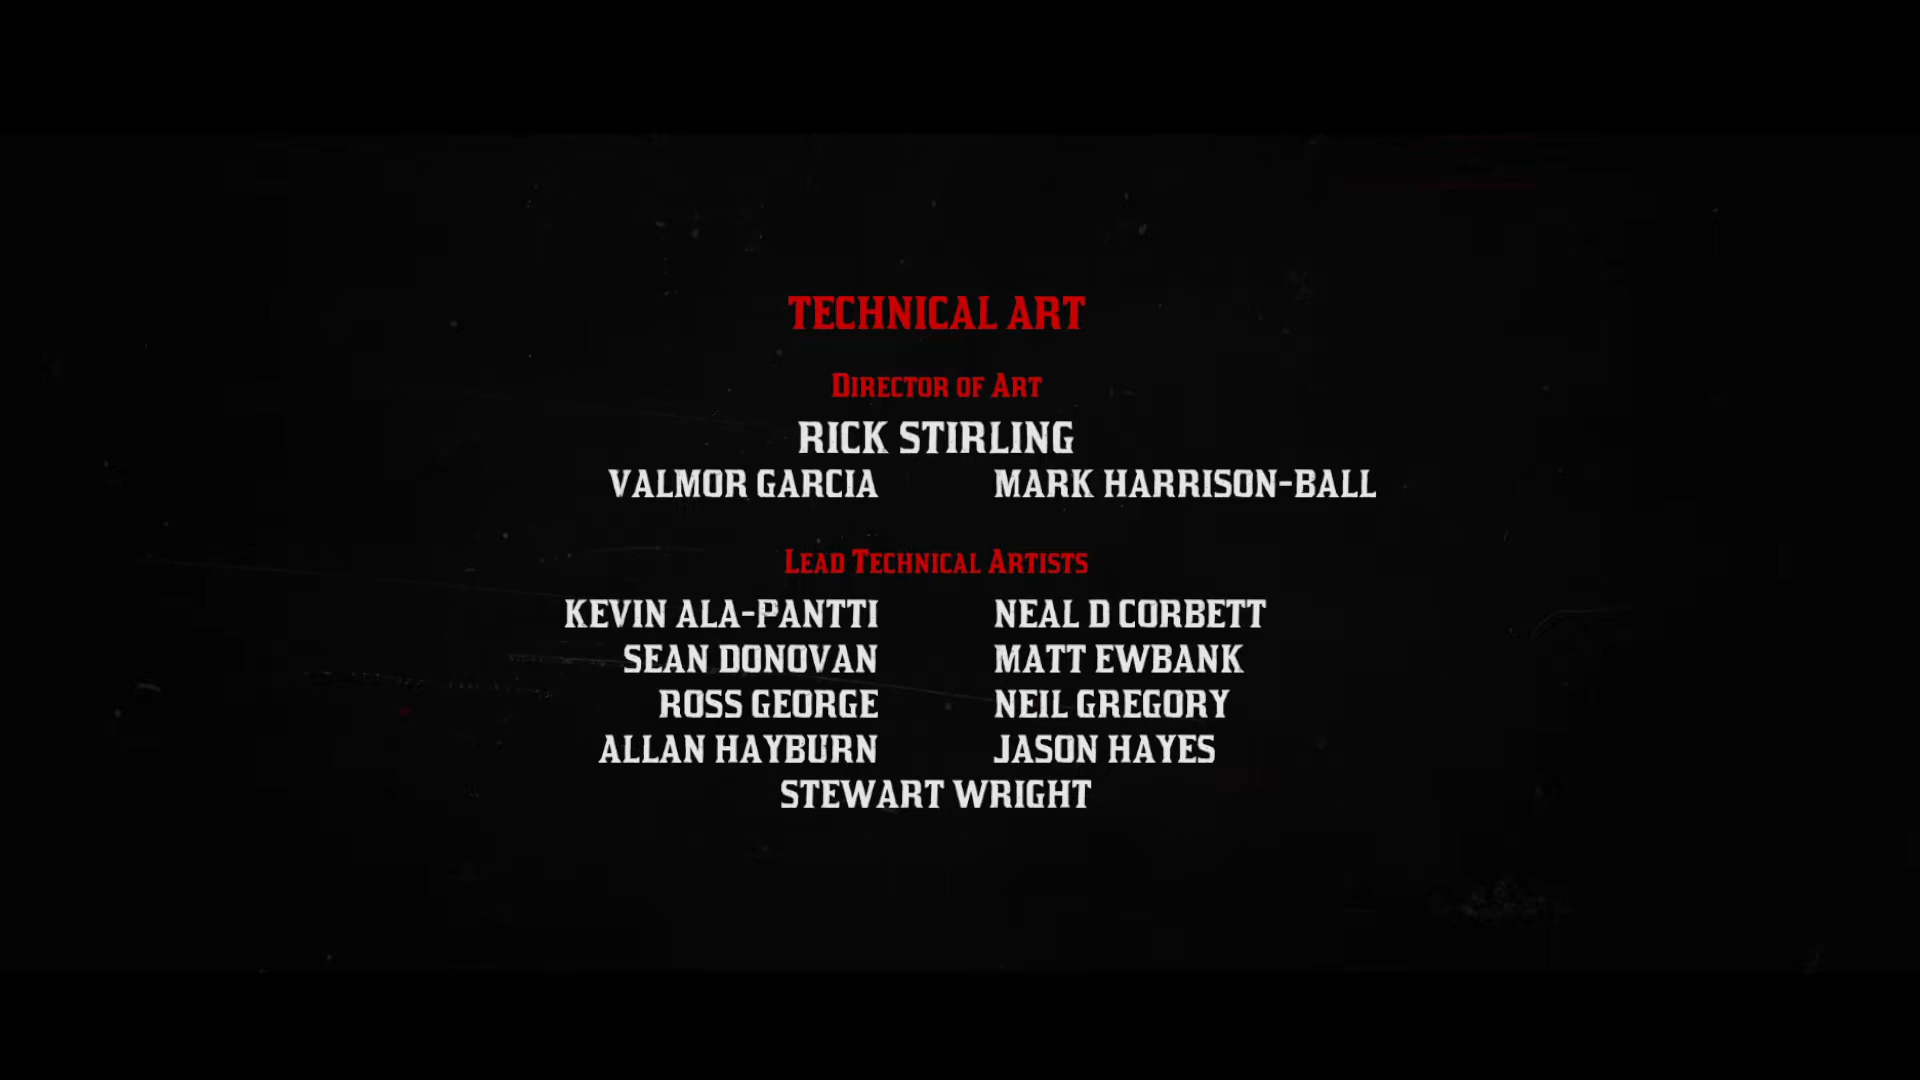 TECHNICAL ART
DIRECTOR OF ART
RICK STIRLING
VALMOR GARCIA MARK HARRISON-BALL
LEAD TECHNICAL ARTISTS
KEVIN ALA-PANTTI NEAL D CORBETT
SEAN DONOVAN MATT EWBANK
ROSS GEORGE NEIL GREGORY
ALLAN HAYBURN JASON HAYES
STEWART WRIGHT